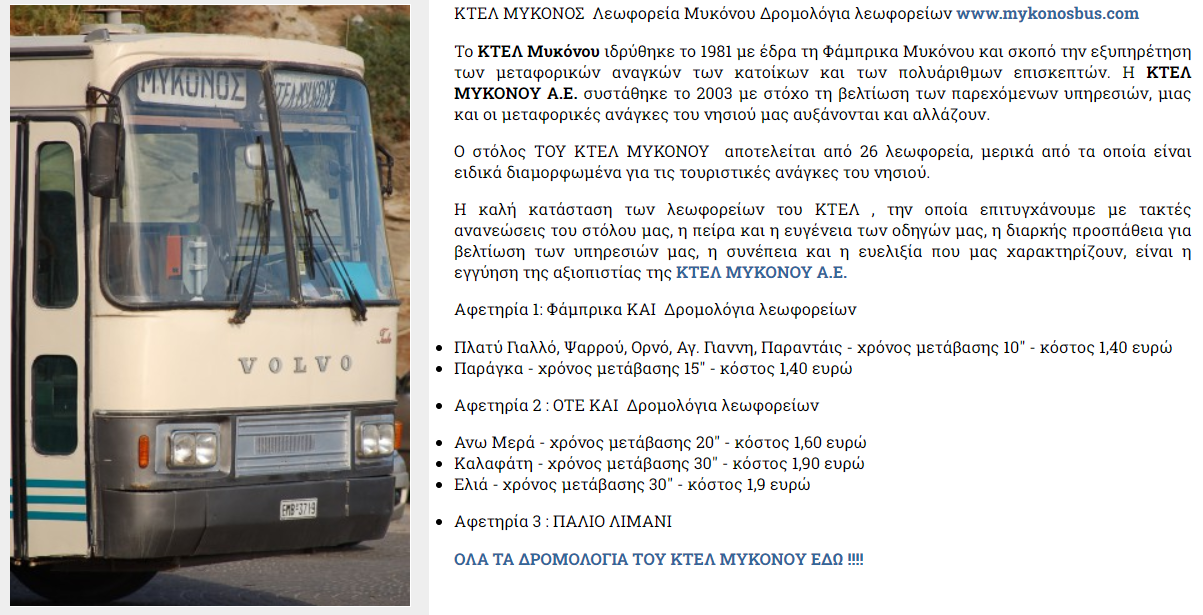 ΜΥΚΟΝΟΣ
ΚΤΕΛ ΜΥΚΟΝΟΥ
VOLVO
EMB-3719
ΚΤΕΛ ΜΥΚΟΝΟΣ Λεωφορεία Μυκόνου Δρομολόγια λεωφορείων www.mykonosbus.com
Το ΚΤΕΛ Μυκόνου ιδρύθηκε το 1981 με έδρα τη Φάμπρικα Μυκόνου και σκοπό την εξυπηρέτηση
των μεταφορικών αναγκών των κατοίκων και των πολυάριθμων επισκεπτών. Η ΚΤΕΛ
ΜΥΚΟΝΟΥ Α.Ε. συστάθηκε το 2003 με στόχο τη βελτίωση των παρεχόμενων υπηρεσιών, μιας
και οι μεταφορικές ανάγκες του νησιού μας αυξάνονται και αλλάζουν.
Ο στόλος ΤΟΥ ΚΤΕΛ ΜΥΚΟΝΟΥ αποτελείται από 26 λεωφορεία, μερικά από τα οποία είναι
ειδικά διαμορφωμένα για τις τουριστικές ανάγκες του νησιού.
Η καλή κατάσταση των λεωφορείων του ΚΤΕΛ , την οποία επιτυγχάνουμε με τακτές
ανανεώσεις του στόλου μας, η πείρα και η ευγένεια των οδηγών μας, η διαρκής προσπάθεια για
βελτίωση των υπηρεσιών μας, η συνέπεια και η ευελιξία που μας χαρακτηρίζουν, είναι η
εγγύηση της αξιοπιστίας της ΚΤΕΛ ΜΥΚΟΝΟΥ Α.Ε.
Αφετηρία 1: Φάμπρικα ΚΑΙ Δρομολόγια λεωφορείων
• Πλατύ Γιαλλό, Ψαρρού, Ορνό, Αγ. Γιαννη, Παραντάις - χρόνος μετάβασης 10" - κόστος 1,40 ευρώ
• Παράγκα - χρόνος μετάβασης 15" - κόστος 1,40 ευρώ
• Αφετηρία 2 : ΟΤΕ ΚΑΙ Δρομολόγια λεωφορείων
• Ανω Μερά - χρόνος μετάβασης 20" - κόστος 1,60 ευρώ
• Καλαφάτη - χρόνος μετάβασης 30" - κόστος 1,90 ευρώ
• Ελιά - χρόνος μετάβασης 30" - κόστος 1,9 ευρώ
• Αφετηρία 3 : ΠΑΛΙΟ ΛΙΜΑΝΙ
ΟΛΑ ΤΑ ΔΡΟΜΟΛΟΓΙΑ ΤΟΥ ΚΤΕΛ ΜΥΚΟΝΟΥ ΕΔΩ !!!!